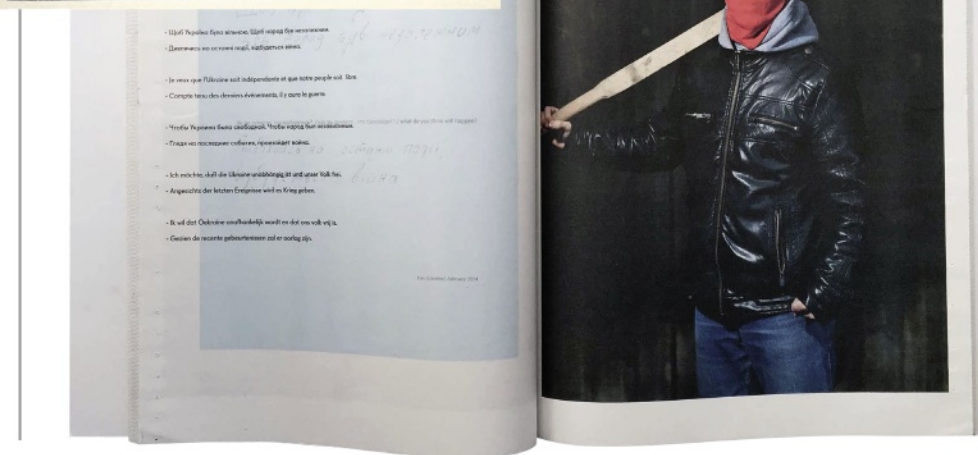 - Щоб Україна була вільною. Щоб народ був незалежним.
- Дивлячись на останні події, відбудеться війна.
- Je veux que l'Ukraine soit indépendante et que notre peuple soit libre.
- Compte tenu des derniers événements, il y aura la guerre.
- Чтобы Украина была свободной. Чтобы народ был независимым.
- Глядя на последние события, произойдет война.
- Ich möchte, daß die Ukraine unabhängig ist und unser Volk frei.
- Angesichts der letzten Ereignisse wird es Krieg geben.
- Ik wil dat Oekraïne onafhankelijk wordt en dat ons volk vrij is.
- Gezien de recente gebeurtenissen zal er oorlog zijn.
February 2014